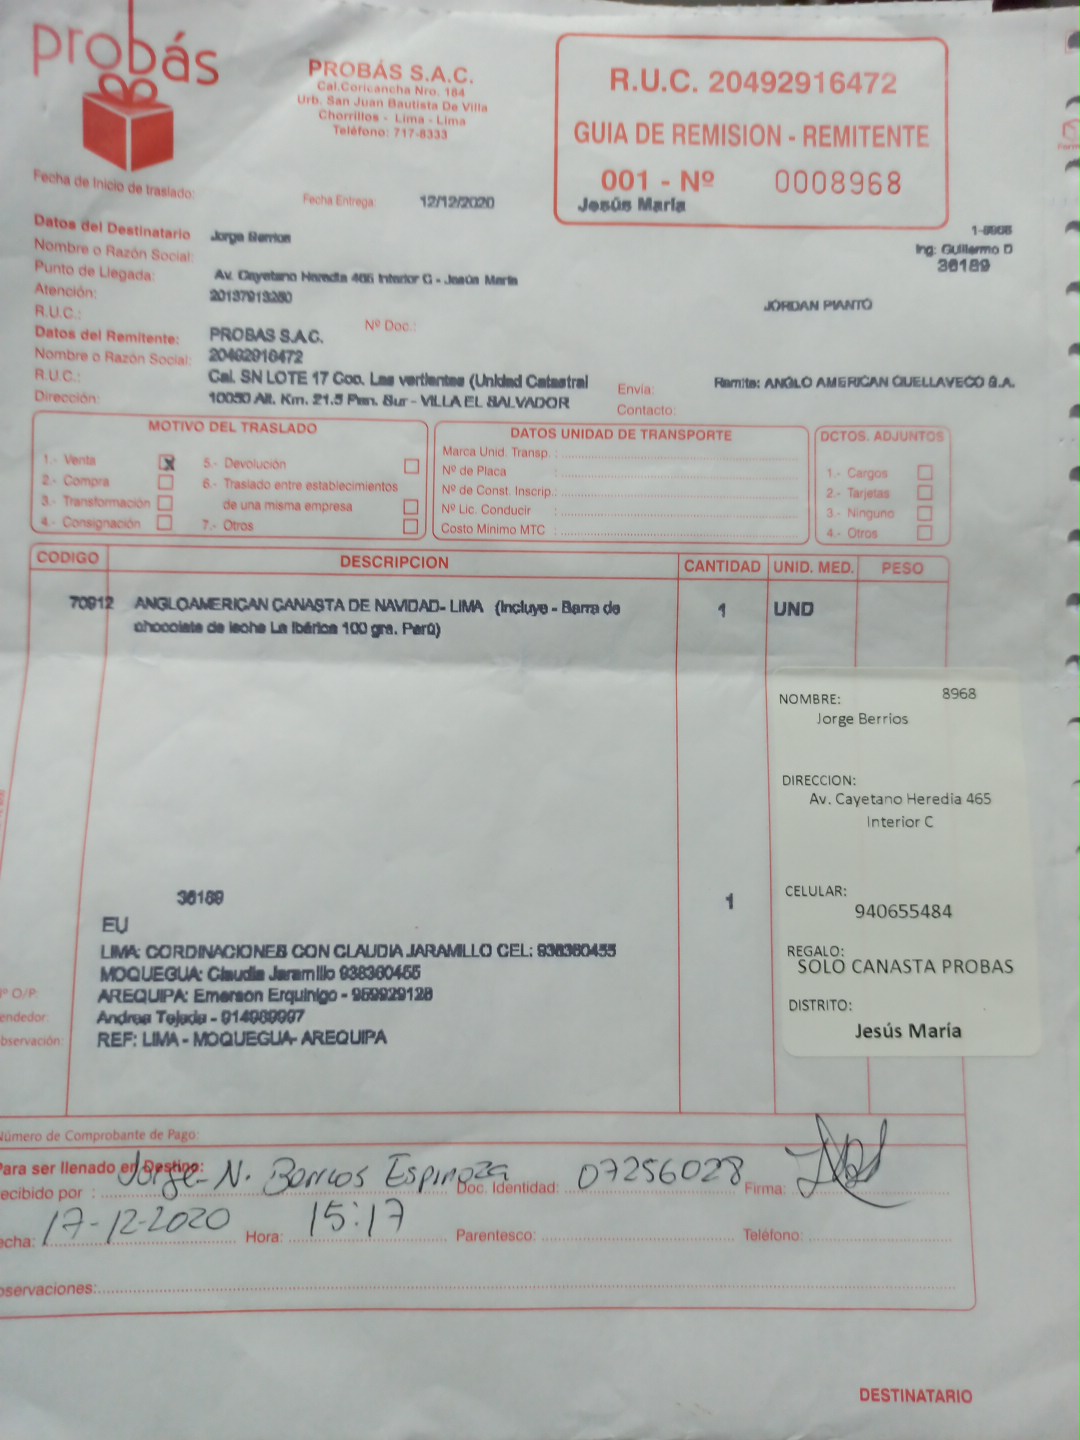 probás
PROBÁS S.A.C.
Cal.Coricancha Nro. 184
Urb. San Juan Bautista De Villa
Chorrillos - Lima - Lima
Teléfono: 717-8333
R.U.C. 20492916472
GUIA DE REMISION - REMITENTE
001 - Nº 0008968
Jesús María
Fecha de Inicio de traslado:
Fecha Entrega: 12/12/2020
Datos del Destinatario
Nombre o Razón Social: Jorge Berrios
Punto de Llegada: Av. Cayetano Heredia 465 Interior C - Jesús María
Atención: 20137913250
R.U.C.:
Nº Doc.:
1-8968
Ing: Guillermo D
36189
JORDAN PIANTO
Datos del Remitente: PROBAS S.A.C.
Nombre o Razón Social: 20492916472
R.U.C.: Cal. SN LOTE 17 Coo. Las vertientes (Unidad Catastral
Dirección: 10050 Alt. Km. 21.5 Pan. Sur - VILLA EL SALVADOR
Envia: Remite: ANGLO AMERICAN QUELLAVECO S.A.
Contacto:
MOTIVO DEL TRASLADO
1.- Venta X
2.- Compra
3.- Transformación
4.- Consignación
5.- Devolución
6.- Traslado entre establecimientos
de una misma empresa
7.- Otros
DATOS UNIDAD DE TRANSPORTE
Marca Unid. Transp. :
Nº de Placa :
Nº de Const. Inscrip.:
Nº Lic. Conducir :
Costo Mínimo MTC :
DCTOS. ADJUNTOS
1.- Cargos
2.- Tarjetas
3.- Ninguno
4.- Otros
CODIGO DESCRIPCION CANTIDAD UNID. MED. PESO
70912 ANGLOAMERICAN CANASTA DE NAVIDAD- LIMA (Incluye - Barra de 1 UND
chocolate de leche La Ibérica 100 grs. Perú)
NOMBRE: 8968
Jorge Berrios
DIRECCION:
Av. Cayetano Heredia 465
Interior C
CELULAR:
940655484
REGALO:
SOLO CANASTA PROBAS
DISTRITO:
Jesús María
36189 1
EU
LIMA: CORDINACIONES CON CLAUDIA JARAMILLO CEL: 938360455
MOQUEGUA: Claudia Jaramillo 938360455
AREQUIPA: Emerson Erquinigo - 959929128
Andrea Tejada - 914989997
REF: LIMA - MOQUEGUA- AREQUIPA
º O/P:
endedor:
bservación:
Número de Comprobante de Pago:
Para ser llenado en Destino:
ecibido por : Jorge N. Berrios Espinoza Doc. Identidad: 07256028 Firma:
echa: 17-12-2020 Hora: 15:17 Parentesco: Teléfono:
bservaciones:
DESTINATARIO